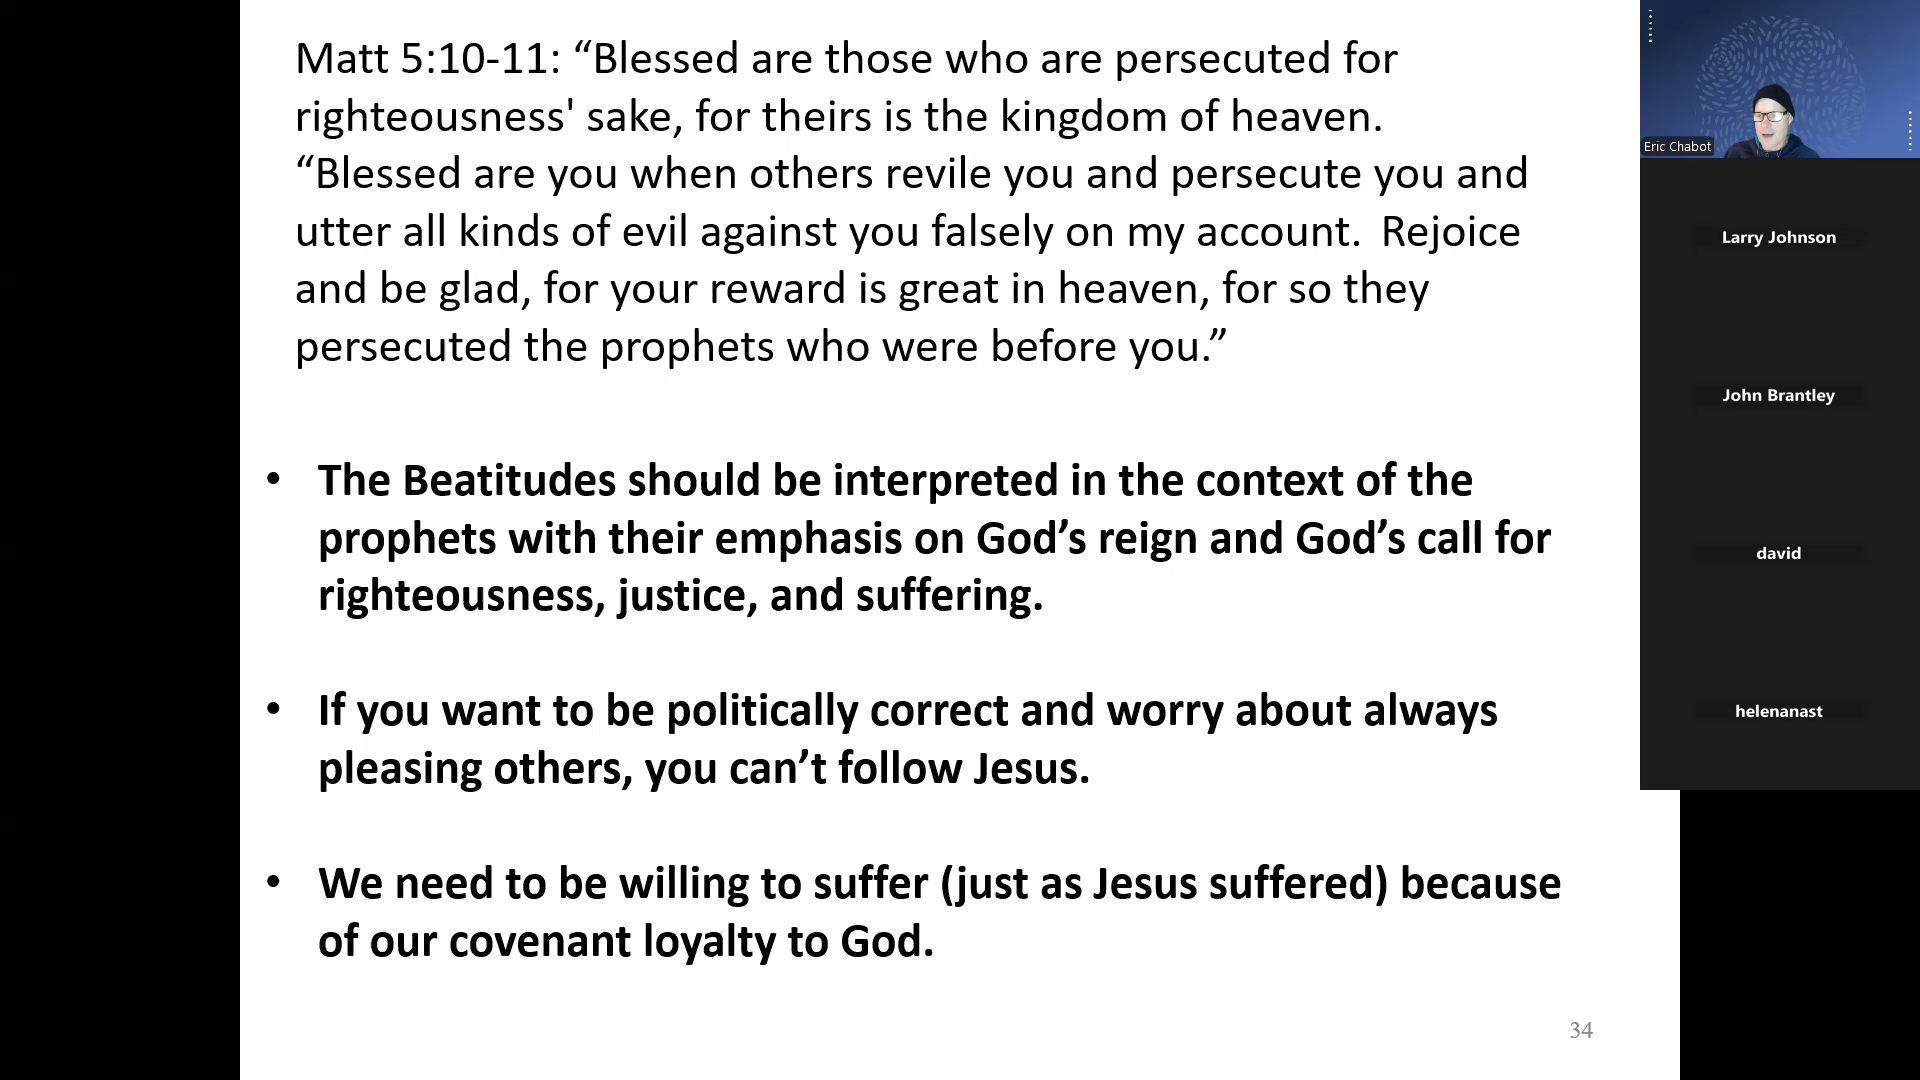 Matt 5:10-11: “Blessed are those who are persecuted for
righteousness' sake, for theirs is the kingdom of heaven.
“Blessed are you when others revile you and persecute you and
utter all kinds of evil against you falsely on my account.  Rejoice
and be glad, for your reward is great in heaven, for so they
persecuted the prophets who were before you.”
• The Beatitudes should be interpreted in the context of the
prophets with their emphasis on God’s reign and God’s call for
righteousness, justice, and suffering.
• If you want to be politically correct and worry about always
pleasing others, you can’t follow Jesus.
• We need to be willing to suffer (just as Jesus suffered) because
of our covenant loyalty to God.
34
Eric Chabot
Larry Johnson
John Brantley
david
helenanast